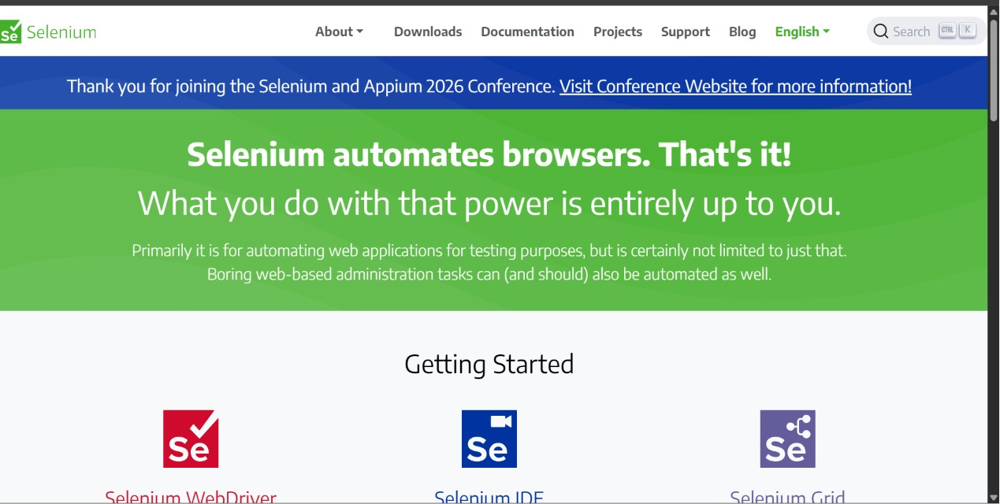 Se Selenium
About Downloads Documentation Projects Support Blog English Search CTRL K
Thank you for joining the Selenium and Appium 2026 Conference. Visit Conference Website for more information!
Selenium automates browsers. That's it!
What you do with that power is entirely up to you.
Primarily it is for automating web applications for testing purposes, but is certainly not limited to just that.
Boring web-based administration tasks can (and should) also be automated as well.
Getting Started
Se Se Se
Selenium WebDriver Selenium IDE Selenium Grid